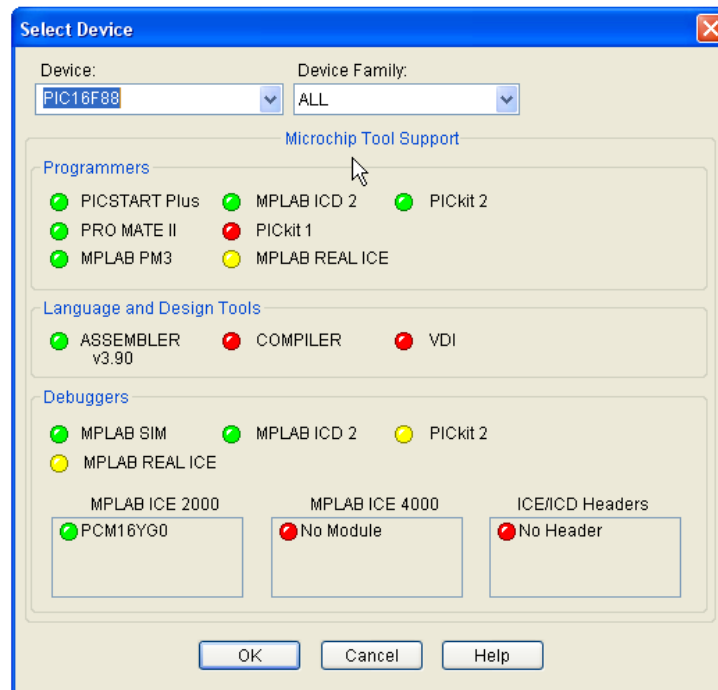 Select Device
Device: Device Family:
PIC16F88 ALL
Microchip Tool Support
Programmers
PICSTART Plus MPLAB ICD 2 PICkit 2
PRO MATE II PICkit 1
MPLAB PM3 MPLAB REAL ICE
Language and Design Tools
ASSEMBLER COMPILER VDI
v3.90
Debuggers
MPLAB SIM MPLAB ICD 2 PICkit 2
MPLAB REAL ICE
MPLAB ICE 2000 MPLAB ICE 4000 ICE/ICD Headers
PCM16YG0 No Module No Header
OK Cancel Help